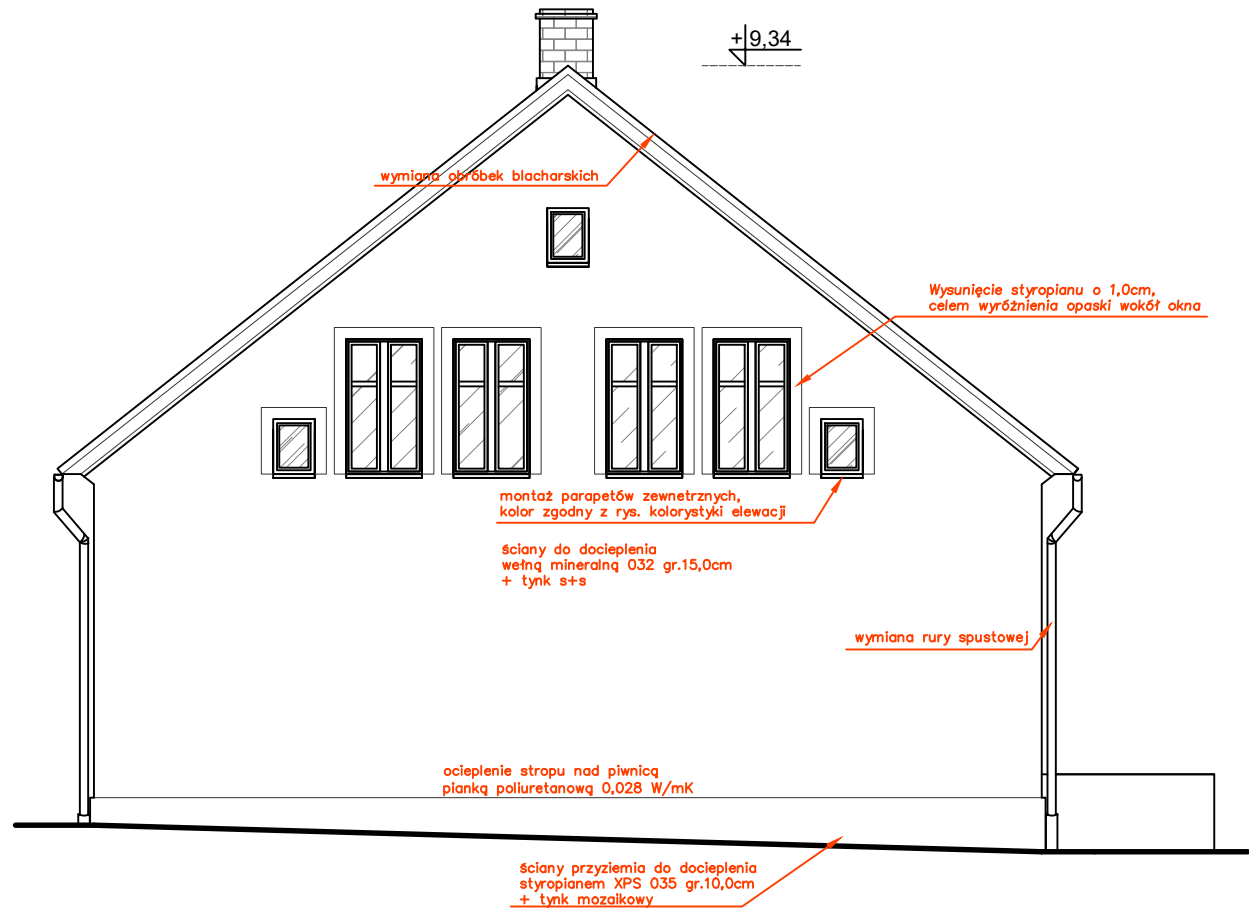 +9,34
wymiana obróbek blacharskich
Wysunięcie styropianu o 1,0cm,
celem wyróżnienia opaski wokół okna
montaż parapetów zewnetrznych,
kolor zgodny z rys. kolorystyki elewacji
ściany do docieplenia
wełną mineralną 032 gr.15,0cm
+ tynk s+s
wymiana rury spustowej
ocieplenie stropu nad piwnicą
pianką poliuretanową 0,028 W/mK
ściany przyziemia do docieplenia
styropianem XPS 035 gr.10,0cm
+ tynk mozaikowy